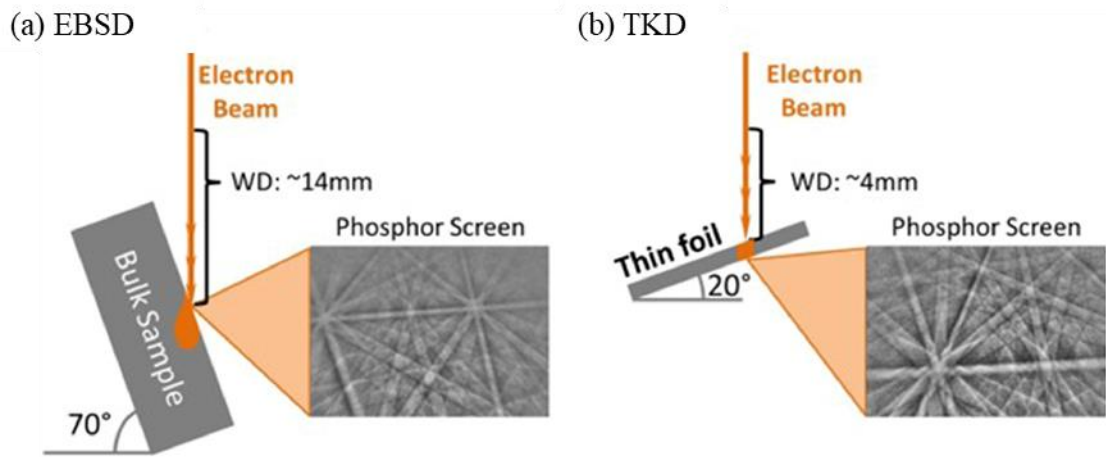 (a) EBSD
Electron
Beam
WD: ~14mm
Phosphor Screen
Bulk Sample
70°
(b) TKD
Electron
Beam
WD: ~4mm
Phosphor Screen
Thin foil
20°